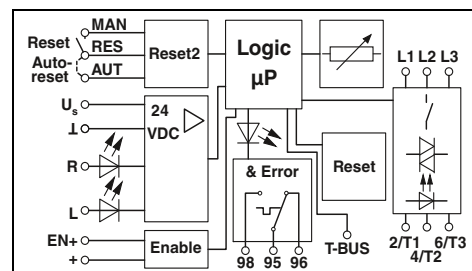 MAN
Reset
RES
Auto-
reset
AUT
Reset2
Logic
µP
L1 L2 L3
Us
⊥
24
VDC
R
L
& Error
Reset
EN+
+
Enable
98 95 96
T-BUS
2/T1 6/T3
4/T2